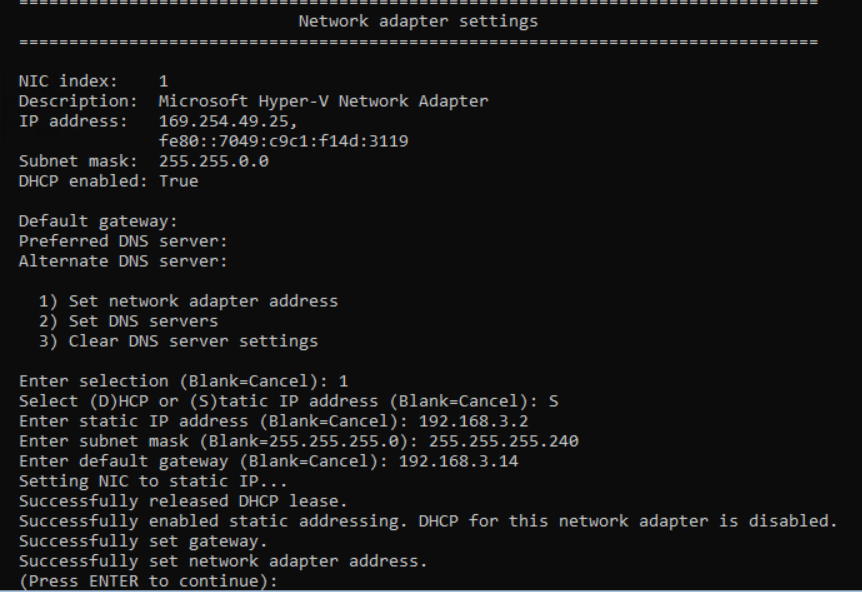 ================================================================================
Network adapter settings
================================================================================
NIC index:    1
Description:  Microsoft Hyper-V Network Adapter
IP address:   169.254.49.25,
              fe80::7049:c9c1:f14d:3119
Subnet mask:  255.255.0.0
DHCP enabled: True
Default gateway:
Preferred DNS server:
Alternate DNS server:
  1) Set network adapter address
  2) Set DNS servers
  3) Clear DNS server settings
Enter selection (Blank=Cancel): 1
Select (D)HCP or (S)tatic IP address (Blank=Cancel): S
Enter static IP address (Blank=Cancel): 192.168.3.2
Enter subnet mask (Blank=255.255.255.0): 255.255.255.240
Enter default gateway (Blank=Cancel): 192.168.3.14
Setting NIC to static IP...
Successfully released DHCP lease.
Successfully enabled static addressing. DHCP for this network adapter is disabled.
Successfully set gateway.
Successfully set network adapter address.
(Press ENTER to continue):